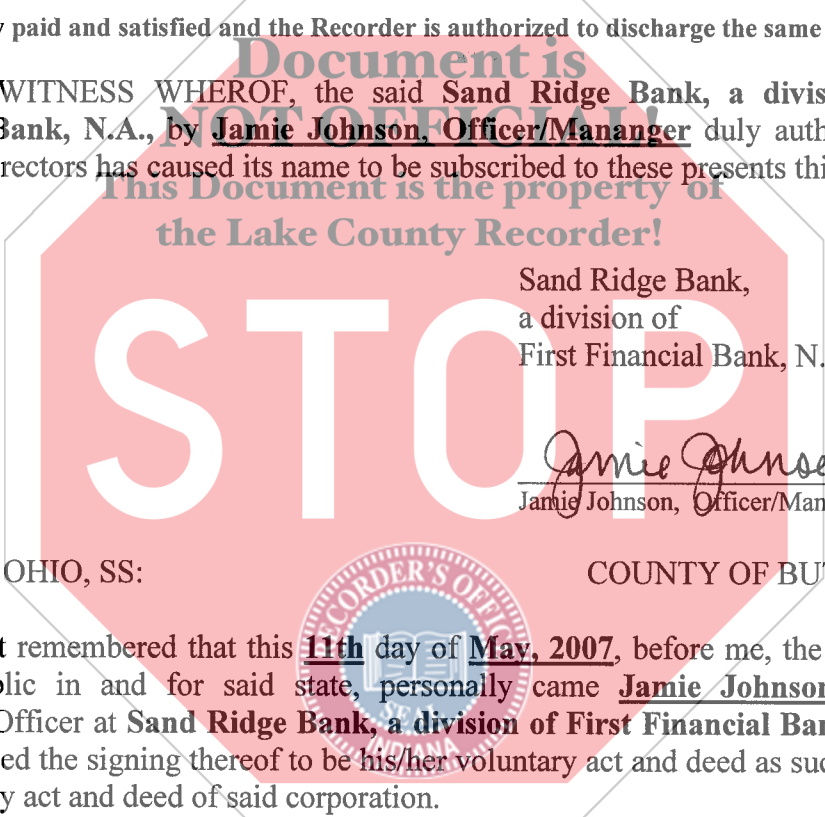 y paid and satisfied and the Recorder is authorized to discharge the same
Document is
WITNESS WHEROF, the said Sand Ridge Bank, a divis
NOT OFFICIAL!
Bank, N.A., by Jamie Johnson, Officer/Mananger duly auth
rectors has caused its name to be subscribed to these presents thi
This Document is the property of
the Lake County Recorder!
Sand Ridge Bank,
a division of
First Financial Bank, N.
STOP
Jamie Johnso
Jamie Johnson, Officer/Man
OHIO, SS: COUNTY OF BU
RECORDER'S OFFIC
t remembered that this 11th day of May, 2007, before me, the
lic in and for said state, personally came Jamie Johnson
SEAL
Officer at Sand Ridge Bank, a division of First Financial Ban
INDIANA
ed the signing thereof to be his/her voluntary act and deed as suc
y act and deed of said corporation.